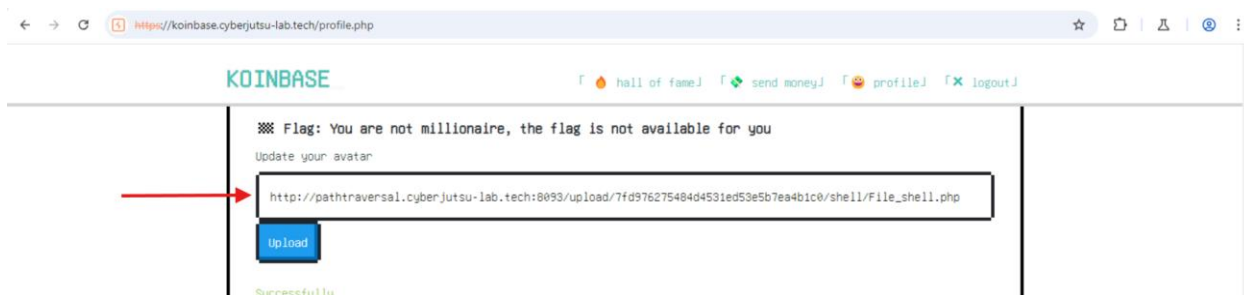 https://koinbase.cyberjutsu-lab.tech/profile.php
KOINBASE
「🔥 hall of fame」 「💸 send money」 「😀 profile」 「✕ logout」
Flag: You are not millionaire, the flag is not available for you
Update your avatar
http://pathtraversal.cyberjutsu-lab.tech:8093/upload/7fd976275484d4531ed53e5b7ea4b1c0/shell/File_shell.php
Upload
Successfully